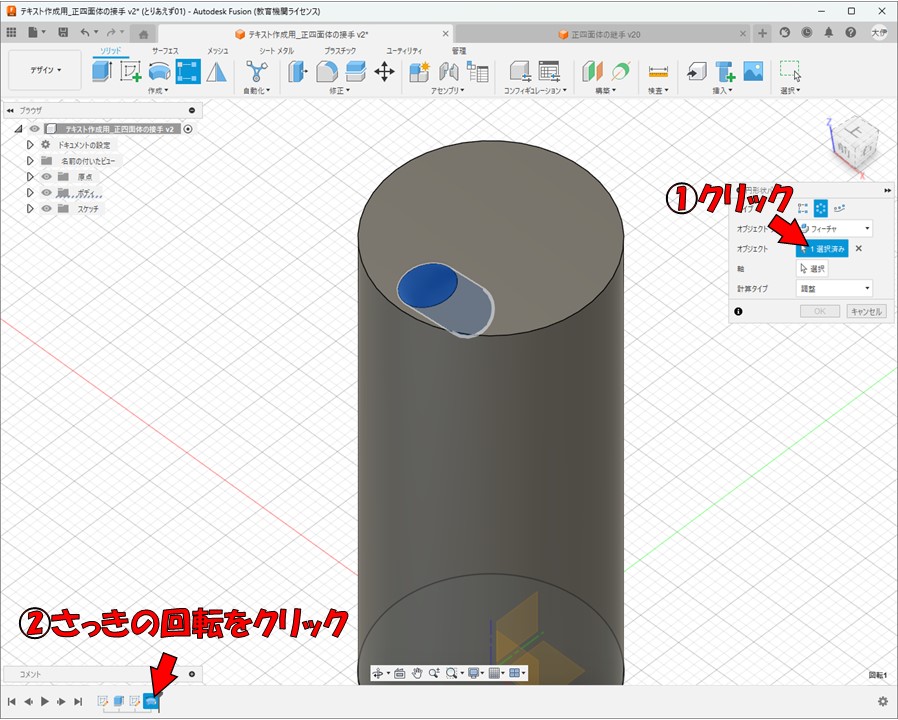 テキスト作成用_正四面体の接手 v2* (とりあえず01) - Autodesk Fusion (教育機関ライセンス)
テキスト作成用_正四面体の接手 v2*
正四面体の継手 v20
大伊
デザイン
ソリッド
サーフェス
メッシュ
シート メタル
プラスチック
ユーティリティ
管理
作成
自動化
修正
アセンブリ
コンフィギュレーション
構築
検査
挿入
選択
ブラウザ
テキスト作成用_正四面体の接手 v2
ドキュメントの設定
名前の付いたビュー
原点
ボディ
スケッチ
①クリック
オブジェクト
フィーチャ
オブジェクト
1 選択済み
軸
選択
計算タイプ
調整
OK
キャンセル
②さっきの回転をクリック
コメント
回転1